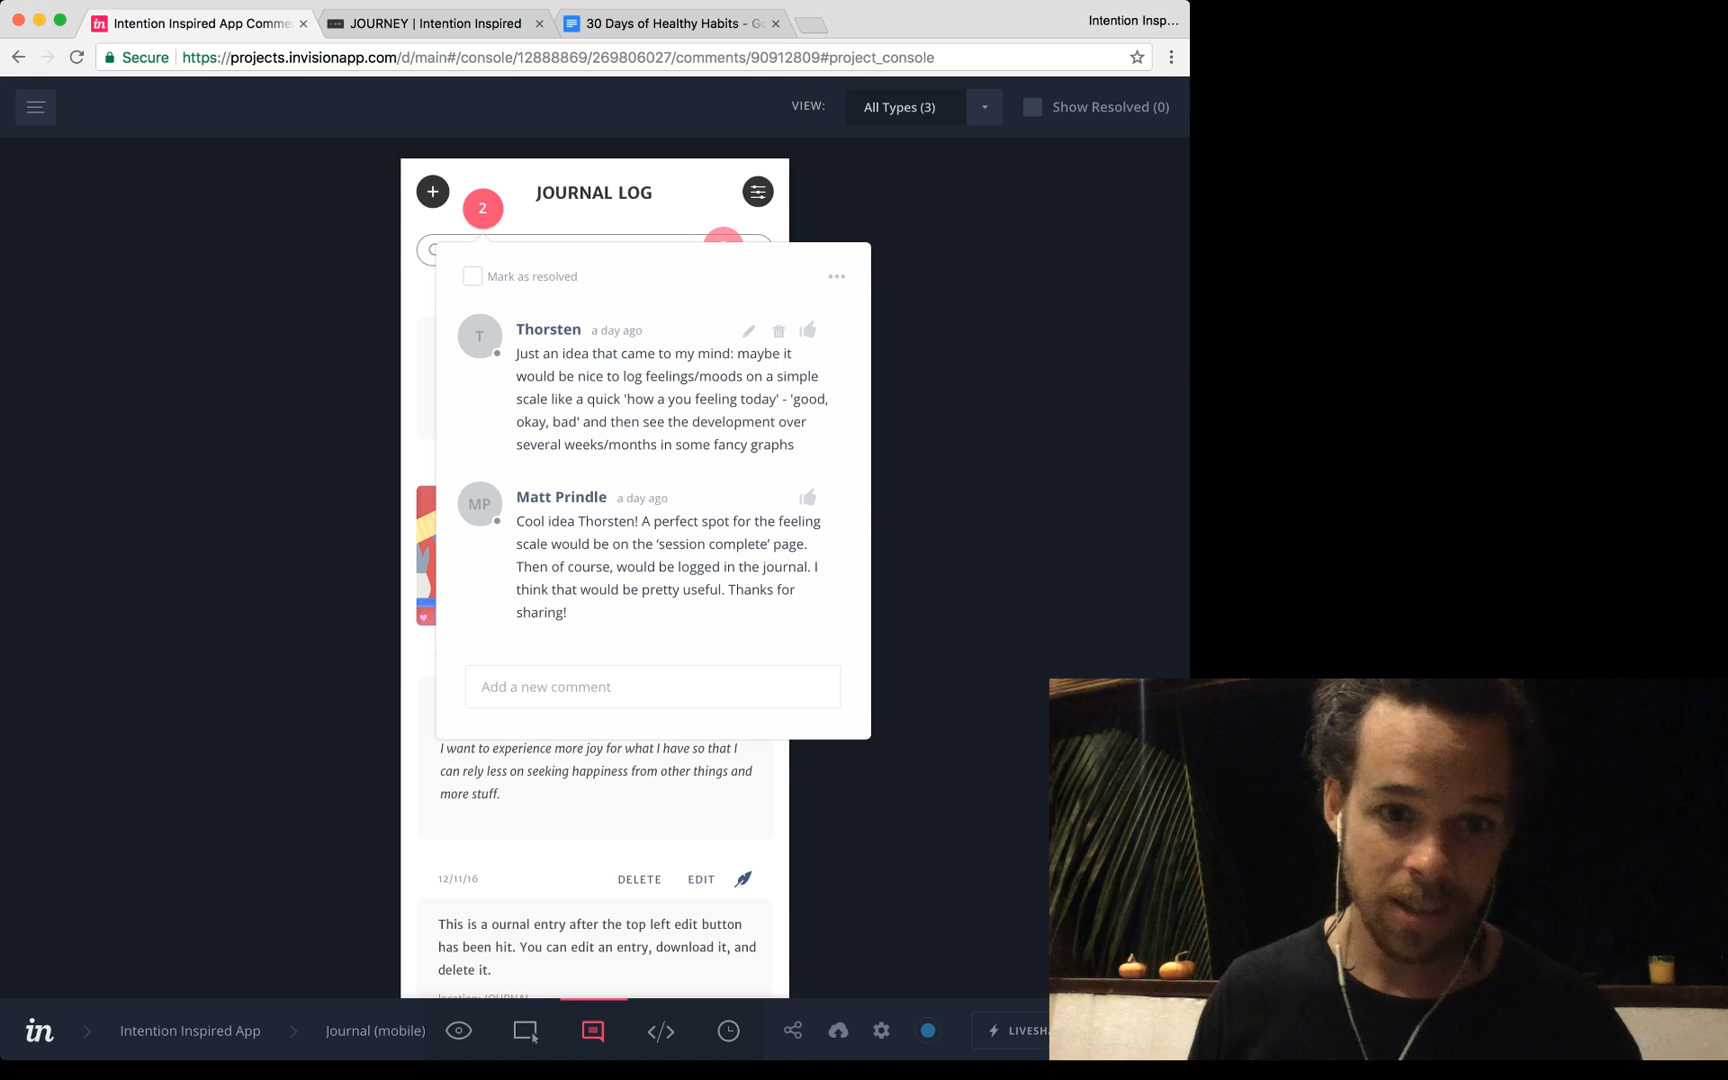 Intention Inspired App Comme
JOURNEY | Intention Inspired
30 Days of Healthy Habits - Go
Intention Insp...
Secure
https://projects.invisionapp.com/d/main#/console/12888869/269806027/comments/90912809#project_console
VIEW:
All Types (3)
Show Resolved (0)
JOURNAL LOG
2
Mark as resolved
T
Thorsten a day ago
Just an idea that came to my mind: maybe it
would be nice to log feelings/moods on a simple
scale like a quick 'how a you feeling today' - 'good,
okay, bad' and then see the development over
several weeks/months in some fancy graphs
MP
Matt Prindle a day ago
Cool idea Thorsten! A perfect spot for the feeling
scale would be on the ‘session complete’ page.
Then of course, would be logged in the journal. I
think that would be pretty useful. Thanks for
sharing!
Add a new comment
I want to experience more joy for what I have so that I
can rely less on seeking happiness from other things and
more stuff.
12/11/16
DELETE
EDIT
This is a ournal entry after the top left edit button
has been hit. You can edit an entry, download it, and
delete it.
location: JOURNAL
in
Intention Inspired App
Journal (mobile)
LIVESHA